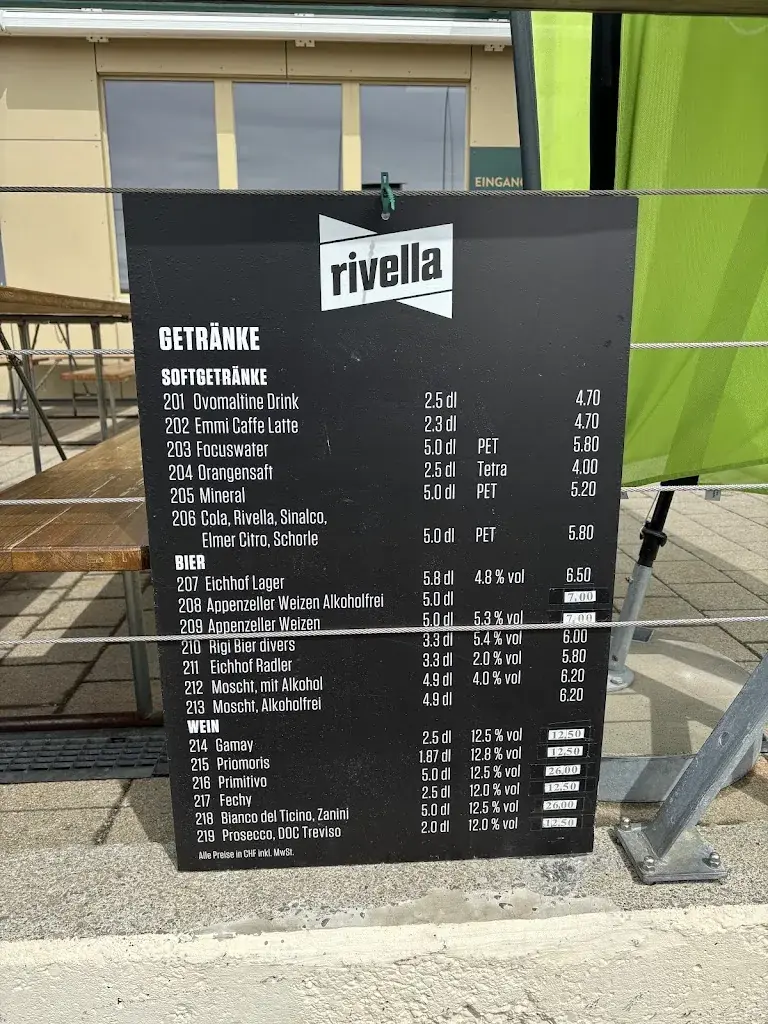 EINGANG
rivella
GETRÄNKE
SOFTGETRÄNKE
201 Ovomaltine Drink 2.5 dl 4.70
202 Emmi Caffe Latte 2.3 dl 4.70
203 Focuswater 5.0 dl PET 5.80
204 Orangensaft 2.5 dl Tetra 4.00
205 Mineral 5.0 dl PET 5.20
206 Cola, Rivella, Sinalco,
Elmer Citro, Schorle 5.0 dl PET 5.80
BIER
207 Eichhof Lager 5.8 dl 4.8 % vol 6.50
208 Appenzeller Weizen Alkoholfrei 5.0 dl 7,00
209 Appenzeller Weizen 5.0 dl 5.3 % vol 7,00
210 Rigi Bier divers 3.3 dl 5.4 % vol 6.00
211 Eichhof Radler 3.3 dl 2.0 % vol 5.80
212 Moscht, mit Alkohol 4.9 dl 4.0 % vol 6.20
213 Moscht, Alkoholfrei 4.9 dl 6.20
WEIN
214 Gamay 2.5 dl 12.5 % vol 12,50
215 Priomoris 1.87 dl 12.8 % vol 12,50
216 Primitivo 5.0 dl 12.5 % vol 26,00
217 Fechy 2.5 dl 12.0 % vol 12,50
218 Bianco del Ticino, Zanini 5.0 dl 12.5 % vol 26,00
219 Prosecco, DOC Treviso 2.0 dl 12.0 % vol 12,50
Alle Preise in CHF inkl. MwSt.